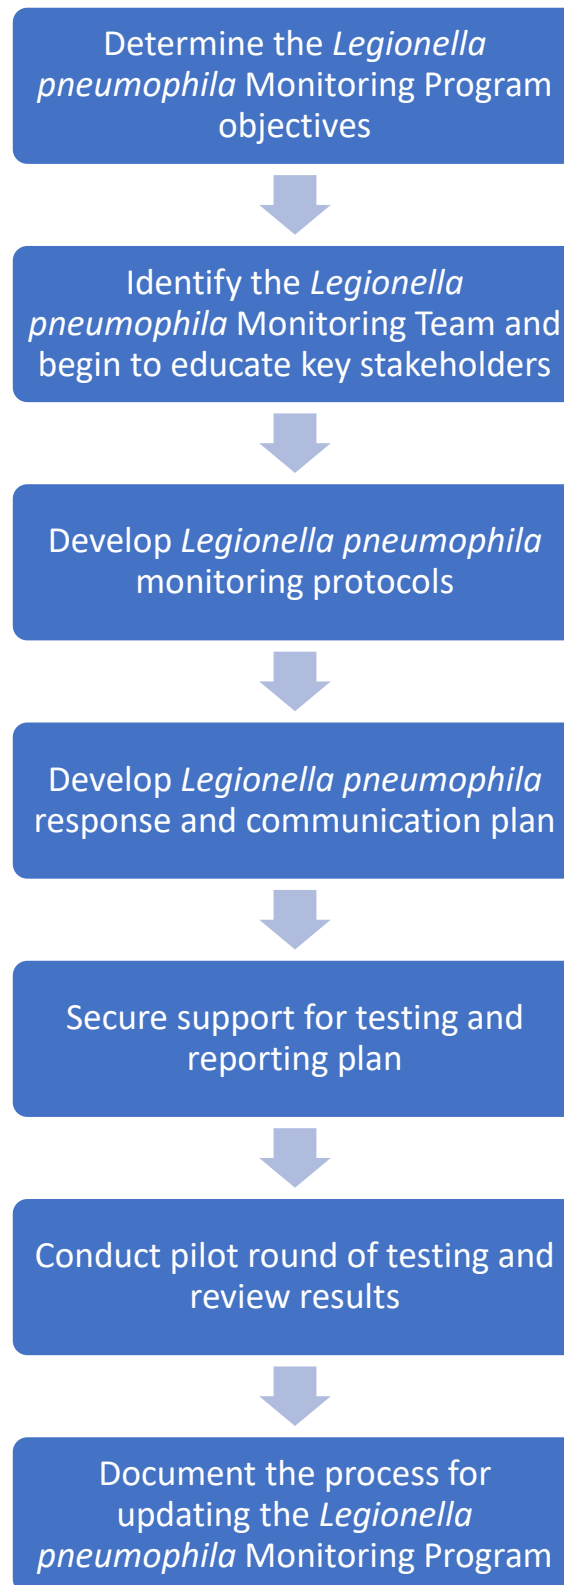 Determine the Legionella
pneumophila Monitoring Program
objectives
Identify the Legionella
pneumophila Monitoring Team and
begin to educate key stakeholders
Develop Legionella pneumophila
monitoring protocols
Develop Legionella pneumophila
response and communication plan
Secure support for testing and
reporting plan
Conduct pilot round of testing and
review results
Document the process for
updating the Legionella
pneumophila Monitoring Program